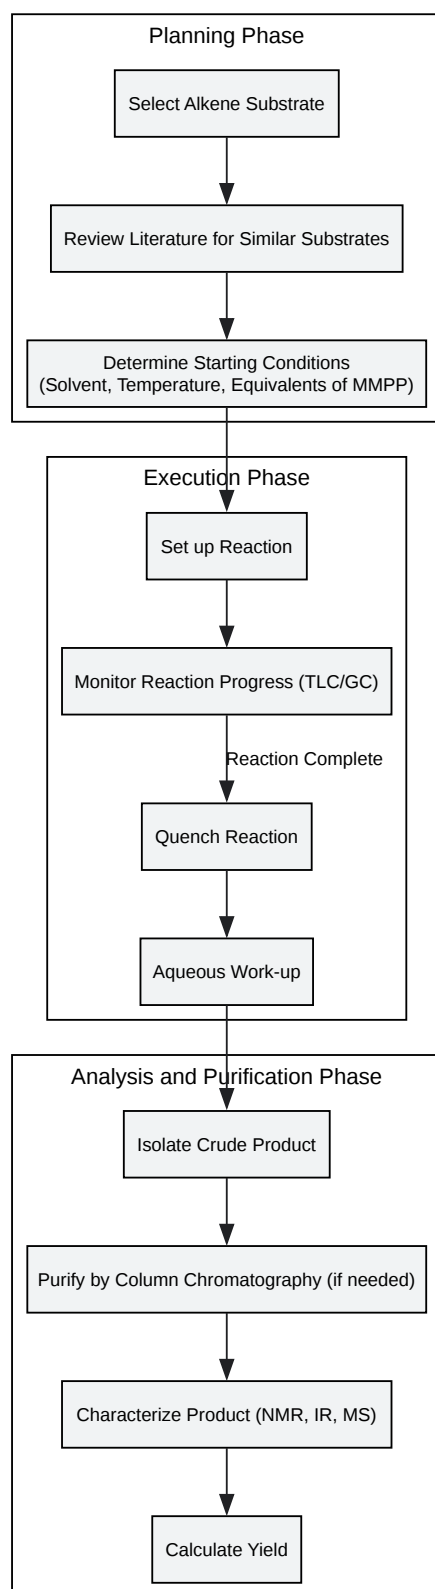 Planning Phase
Select Alkene Substrate
Review Literature for Similar Substrates
Determine Starting Conditions
(Solvent, Temperature, Equivalents of MMPP)
Execution Phase
Set up Reaction
Monitor Reaction Progress (TLC/GC)
Reaction Complete
Quench Reaction
Aqueous Work-up
Analysis and Purification Phase
Isolate Crude Product
Purify by Column Chromatography (if needed)
Characterize Product (NMR, IR, MS)
Calculate Yield